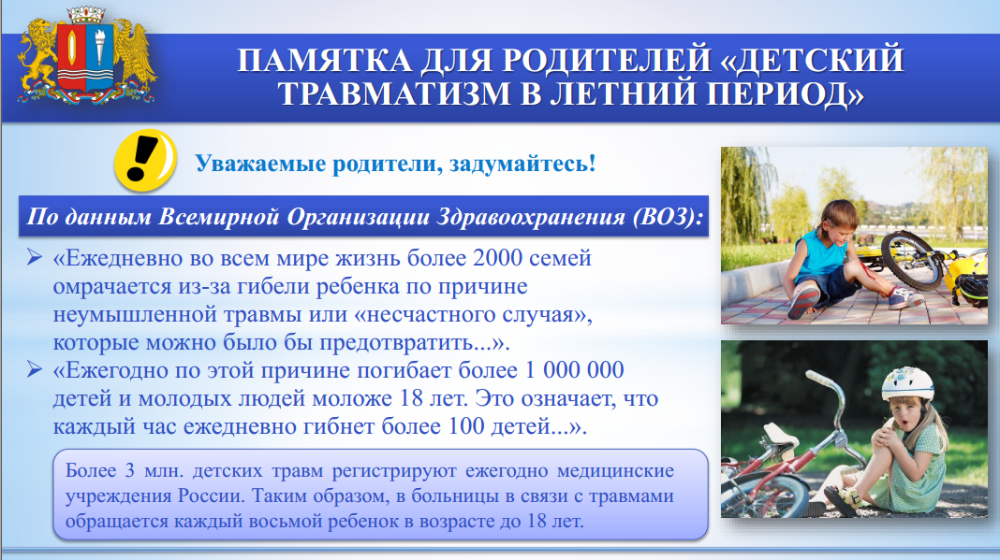 ПАМЯТКА ДЛЯ РОДИТЕЛЕЙ «ДЕТСКИЙ
ТРАВМАТИЗМ В ЛЕТНИЙ ПЕРИОД»
Уважаемые родители, задумайтесь!
По данным Всемирной Организации Здравоохранения (ВОЗ):
«Ежедневно во всем мире жизнь более 2000 семей
омрачается из-за гибели ребенка по причине
неумышленной травмы или «несчастного случая»,
которые можно было бы предотвратить...».
«Ежегодно по этой причине погибает более 1 000 000
детей и молодых людей моложе 18 лет. Это означает, что
каждый час ежедневно гибнет более 100 детей...».
Более 3 млн. детских травм регистрируют ежегодно медицинские
учреждения России. Таким образом, в больницы в связи с травмами
обращается каждый восьмой ребенок в возрасте до 18 лет.